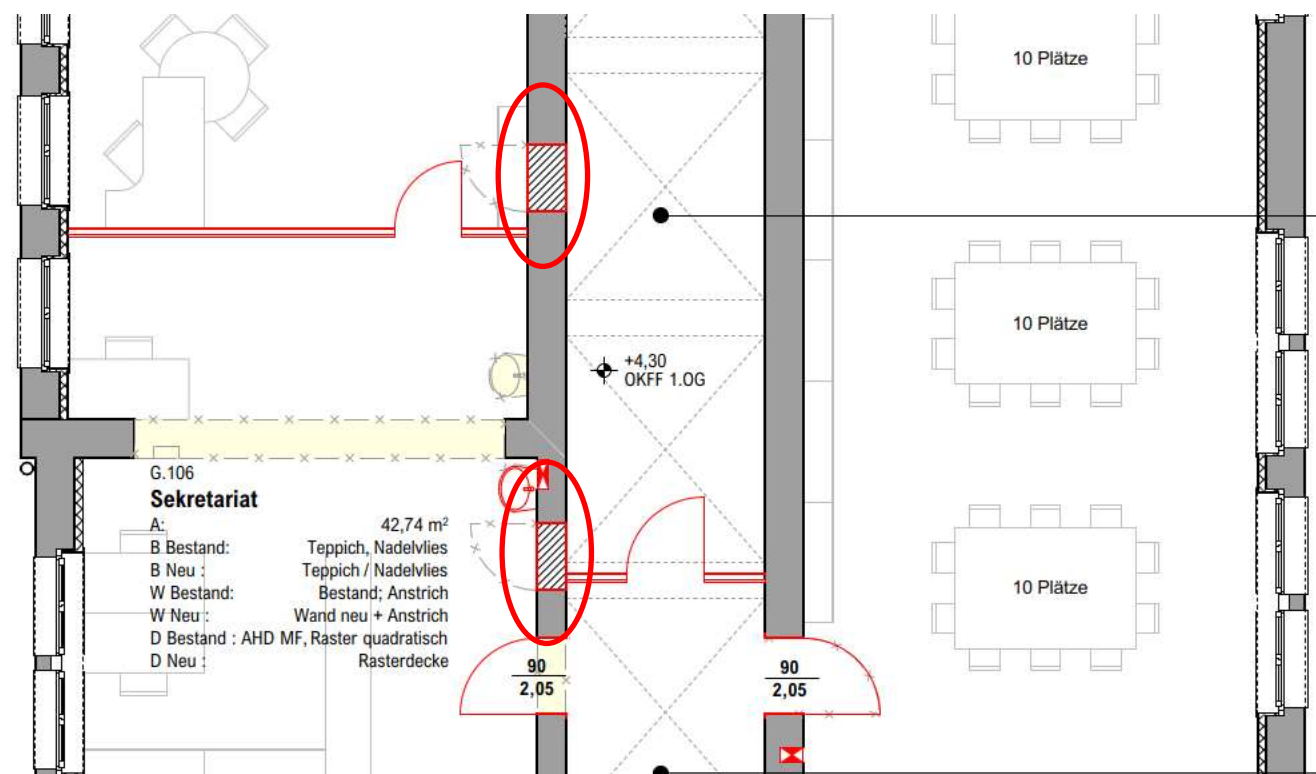 10 Plätze
10 Plätze
+4,30
OKFF 1.OG
G.106
Sekretariat
A: 42,74 m²
B Bestand: Teppich, Nadelvlies
B Neu : Teppich / Nadelvlies
W Bestand: Bestand; Anstrich
W Neu : Wand neu + Anstrich
D Bestand : AHD MF, Raster quadratisch
D Neu : Rasterdecke
10 Plätze
90
2,05
90
2,05